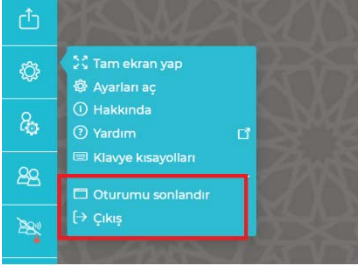 Tam ekran yap
Ayarları aç
Hakkında
Yardım
Klavye kısayolları
Oturumu sonlandır
Çıkış